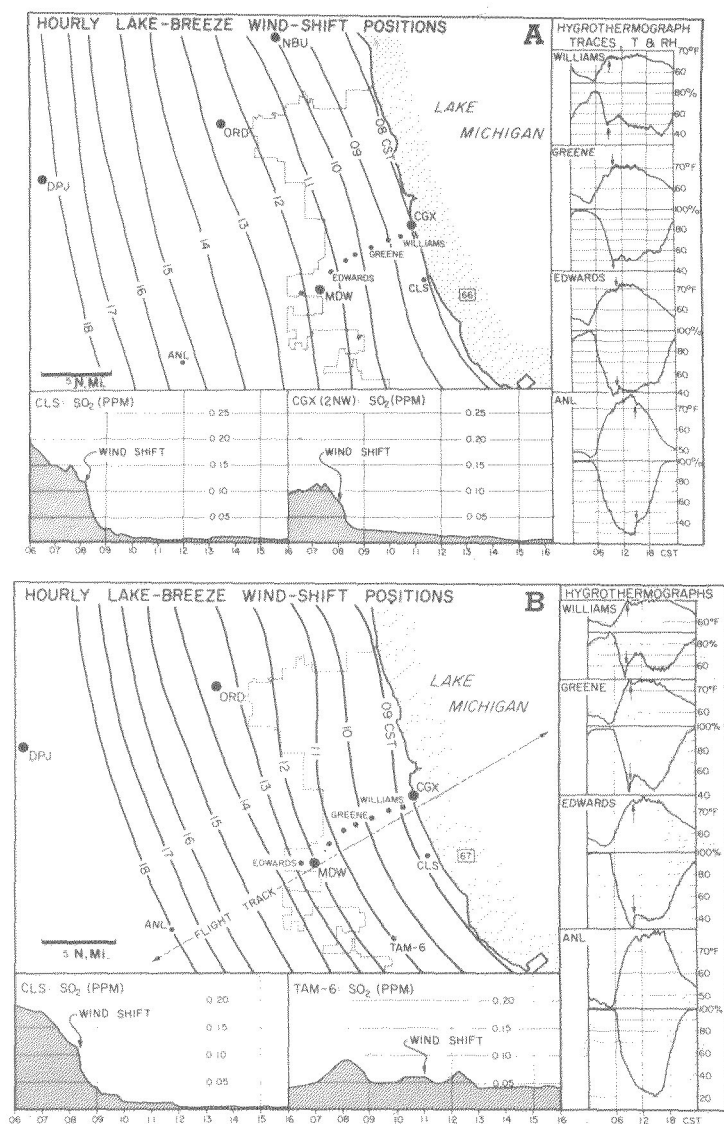 HOURLY LAKE-BREEZE WIND-SHIFT POSITIONS
A
NBU
ORD
DPJ
LAKE
MICHIGAN
08 CST
09
10
11
12
13
14
15
16
17
18
CGX
WILLIAMS
GREENE
EDWARDS
MDW
CLS
66
ANL
5 N.MI.
HYGROTHERMOGRAPH
TRACES T & RH
WILLIAMS
70°F
60
80%
60
40
GREENE
70°F
60
100%
80
60
40
EDWARDS
70°F
60
100%
80
60
40
ANL
70°F
60
50
100%
80
60
40
06 12 18 CST
CLS SO₂ (PPM)
0.25
0.20
WIND SHIFT
0.15
0.10
0.05
06 07 08 09 10 11 12 13 14 15 16
CGX (2NW) SO₂ (PPM)
0.25
0.20
WIND SHIFT
0.15
0.10
0.05
07 08 09 10 11 12 13 14 15 16
HOURLY LAKE-BREEZE WIND-SHIFT POSITIONS
B
ORD
DPJ
LAKE
MICHIGAN
09 CST
10
11
12
13
14
15
16
17
18
CGX
WILLIAMS
GREENE
EDWARDS
MDW
CLS
67
ANL
FLIGHT TRACK
TAM-6
5 N.MI.
HYGROTHERMOGRAPHS
WILLIAMS
60°F
80%
60
GREENE
70°F
60
100%
80
60
40
EDWARDS
70°F
60
100%
80
60
40
ANL
70°F
60
50
100%
80
60
40
20
06 12 18 CST
CLS SO₂ (PPM)
0.20
WIND SHIFT
0.15
0.10
0.05
06 07 08 09 10 11 12 13 14 15 16
TAM-6 SO₂ (PPM)
0.20
0.15
WIND SHIFT
0.10
0.05
07 08 09 10 11 12 13 14 15 16